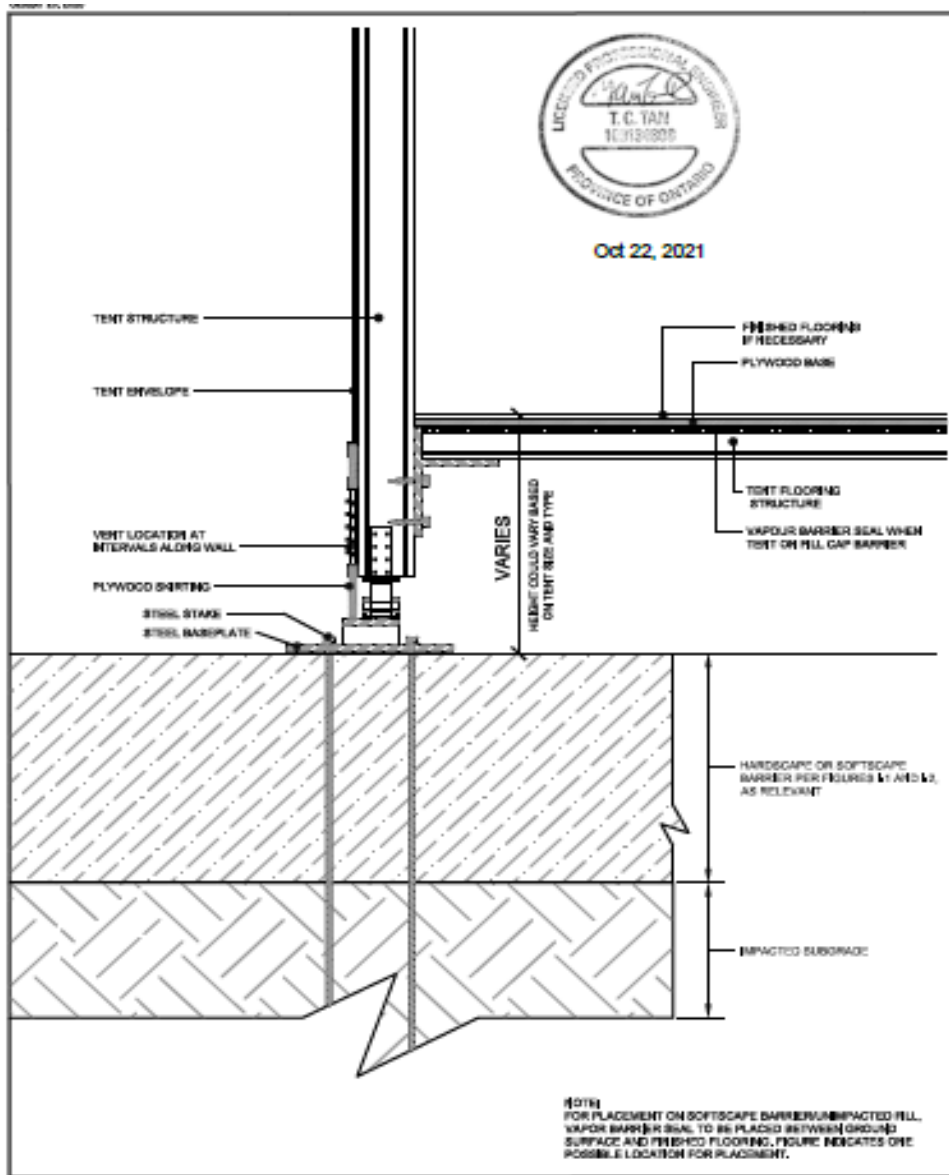 LICENSED PROFESSIONAL ENGINEER
T. C. TAN
PROVINCE OF ONTARIO
Oct 22, 2021
TENT STRUCTURE
TENT ENVELOPE
VENT LOCATION AT
INTERVALS ALONG WALL
PLYWOOD SKIRTING
STEEL STAKE
STEEL BASEPLATE
VARIES
HEIGHT COULD VARY BASED
ON TENT SIZE AND TYPE
FINISHED FLOORING
IF NECESSARY
PLYWOOD BASE
TENT FLOORING
STRUCTURE
VAPOUR BARRIER SEAL WHEN
TENT ON FILL CAP BARRIER
HARDSCAPE OR SOFTSCAPE
BARRIER PER FIGURES AND
AS RELEVANT
IMPACTED SUBGRADE
NOTE:
FOR PLACEMENT ON SOFTSCAPE BARRIER/UNIMPACTED FILL,
VAPOR BARRIER SEAL TO BE PLACED BETWEEN GROUND
SURFACE AND FINISHED FLOORING. FIGURE INDICATES ONE
POSSIBLE LOCATION FOR PLACEMENT.